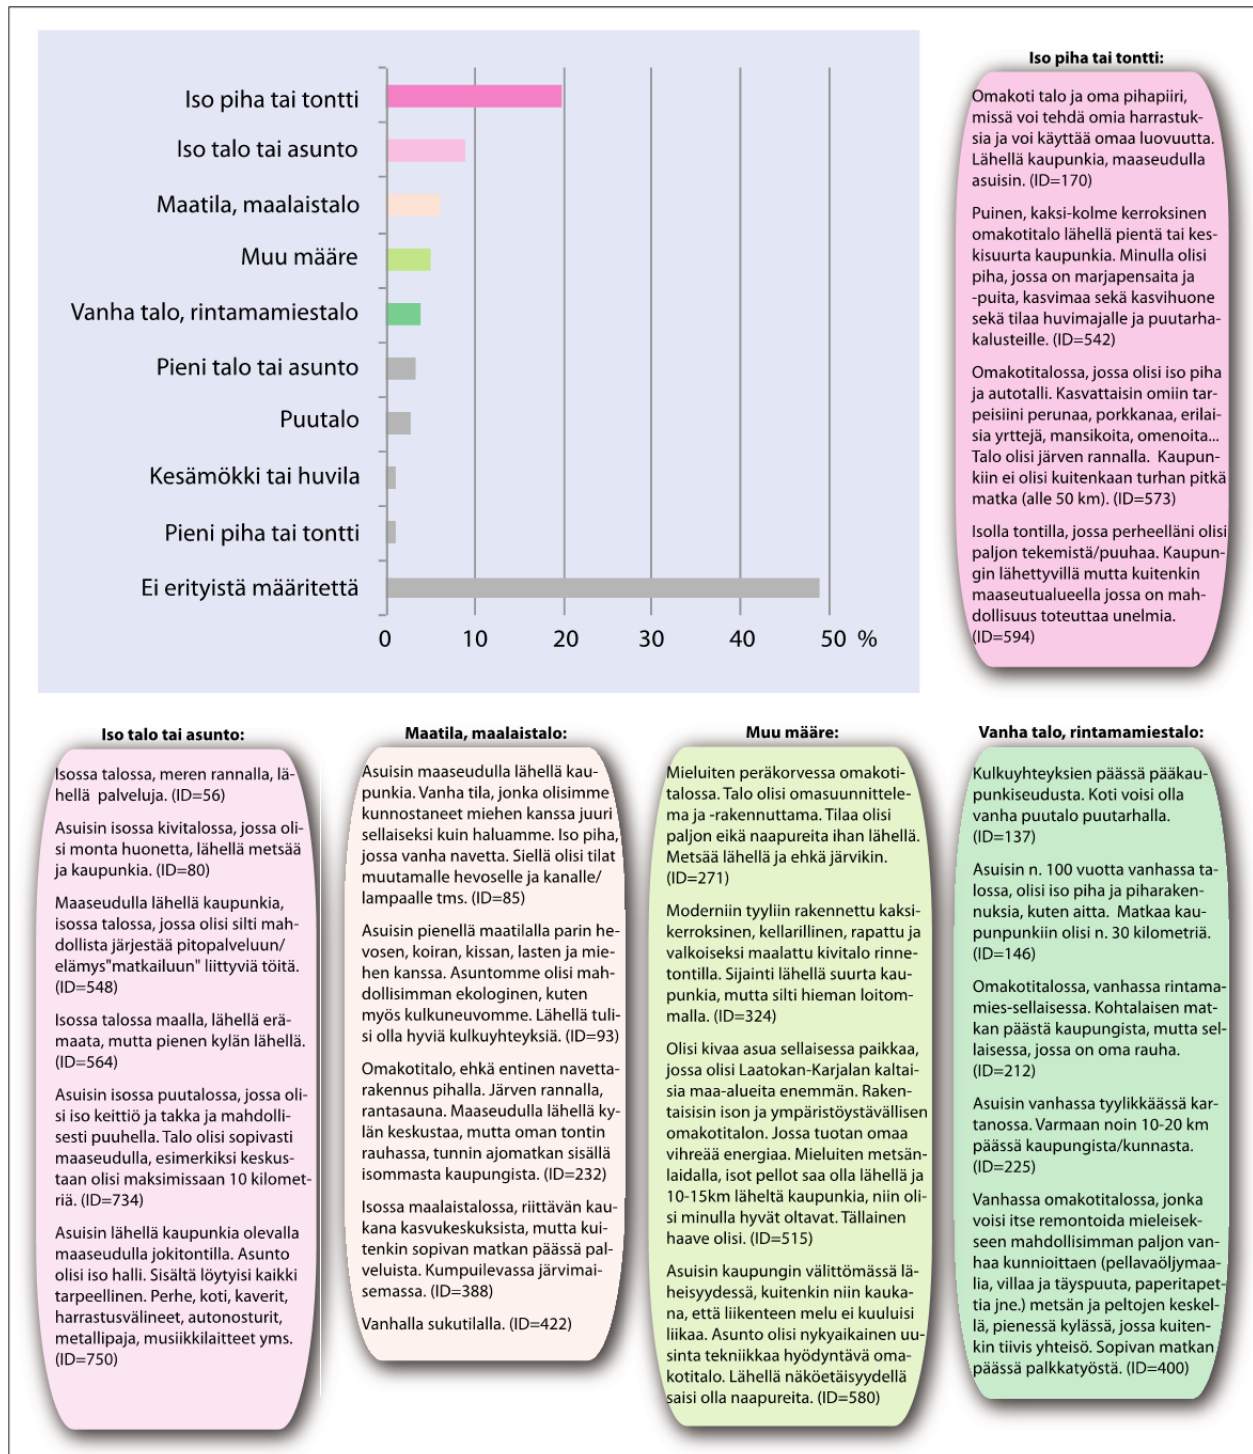 Iso piha tai tontti
Iso talo tai asunto
Maatila, maalaistalo
Muu määre
Vanha talo, rintamamiestalo
Pieni talo tai asunto
Puutalo
Kesämökki tai huvila
Pieni piha tai tontti
Ei erityistä määritettä
0 10 20 30 40 50 %
Iso piha tai tontti:
Omakoti talo ja oma pihapiiri,
missä voi tehdä omia harrastuk-
sia ja voi käyttää omaa luovuutta.
Lähellä kaupunkia, maaseudulla
asuisin. (ID=170)
Puinen, kaksi-kolme kerroksinen
omakotitalo lähellä pientä tai kes-
kisuurta kaupunkia. Minulla olisi
piha, jossa on marjapensaita ja
-puita, kasvimaa sekä kasvihuone
sekä tilaa huvimajalle ja puutarha-
kalusteille. (ID=542)
Omakotitalossa, jossa olisi iso piha
ja autotalli. Kasvattaisin omiin tar-
peisiini perunaa, porkkanaa, erilai-
sia yrttejä, mansikoita, omenoita...
Talo olisi järven rannalla. Kaupun-
kiin ei olisi kuitenkaan turhan pitkä
matka (alle 50 km). (ID=573)
Isolla tontilla, jossa perheelläni olisi
paljon tekemistä/puuhaa. Kaupun-
gin lähettyvillä mutta kuitenkin
maaseutualueella jossa on mah-
dollisuus toteuttaa unelmia.
(ID=594)
Iso talo tai asunto:
Isossa talossa, meren rannalla, lä-
hellä palveluja. (ID=56)
Asuisin isossa kivitalossa, jossa oli-
si monta huonetta, lähellä metsää
ja kaupunkia. (ID=80)
Maaseudulla lähellä kaupunkia,
isossa talossa, jossa olisi silti mah-
dollista järjestää pitopalveluun/
elämys"matkailuun" liittyviä töitä.
(ID=548)
Isossa talossa maalla, lähellä erä-
maata, mutta pienen kylän lähellä.
(ID=564)
Asuisin isossa puutalossa, jossa oli-
si iso keittiö ja takka ja mahdolli-
sesti puuhella. Talo olisi sopivasti
maaseudulla, esimerkiksi keskus-
taan olisi maksimissaan 10 kilomet-
riä. (ID=734)
Asuisin lähellä kaupunkia olevalla
maaseudulla jokitontilla. Asunto
olisi iso halli. Sisältä löytyisi kaikki
tarpeellinen. Perhe, koti, kaverit,
harrastusvälineet, autonosturit,
metallipaja, musiikkilaitteet yms.
(ID=750)
Maatila, maalaistalo:
Asuisin maaseudulla lähellä kau-
punkia. Vanha tila, jonka olisimme
kunnostaneet miehen kanssa juuri
sellaiseksi kuin haluamme. Iso piha,
jossa vanha navetta. Siellä olisi tilat
muutamalle hevoselle ja kanalle/
lampaalle tms. (ID=85)
Asuisin pienellä maatilalla parin he-
vosen, koiran, kissan, lasten ja mie-
hen kanssa. Asuntomme olisi mah-
dollisimman ekologinen, kuten
myös kulkuneuvomme. Lähellä tuli-
si olla hyviä kulkuyhteyksiä. (ID=93)
Omakotitalo, ehkä entinen navetta-
rakennus pihalla. Järven rannalla,
rantasauna. Maaseudulla lähellä ky-
län keskustaa, mutta oman tontin
rauhassa, tunnin ajomatkan sisällä
isommasta kaupungista. (ID=232)
Isossa maalaistalossa, riittävän kau-
kana kasvukeskuksista, mutta kui-
tenkin sopivan matkan päässä pal-
veluista. Kumpuilevassa järvimai-
semassa. (ID=388)
Vanhalla sukutilalla. (ID=422)
Muu määre:
Mieluiten peräkorvessa omakoti-
talossa. Talo olisi omasuunnittele-
ma ja -rakennuttama. Tilaa olisi
paljon eikä naapureita ihan lähellä.
Metsää lähellä ja ehkä järvikin.
(ID=271)
Moderniin tyyliin rakennettu kaksi-
kerroksinen, kellarillinen, rapattu ja
valkoiseksi maalattu kivitalo rinne-
tontilla. Sijainti lähellä suurta kau-
punkia, mutta silti hieman loitom-
malla. (ID=324)
Olisi kivaa asua sellaisessa paikkaa,
jossa olisi Laatokan-Karjalan kaltai-
sia maa-alueita enemmän. Raken-
taisisin ison ja ympäristöystävällisen
omakotitalon. Jossa tuotan omaa
vihreää energiaa. Mieluiten metsän-
laidalla, isot pellot saa olla lähellä ja
10-15km läheltä kaupunkia, niin oli-
si minulla hyvät oltavat. Tällainen
haave olisi. (ID=515)
Asuisin kaupungin välittömässä lä-
heisyydessä, kuitenkin niin kauka-
na, että liikenteen melu ei kuuluisi
liikaa. Asunto olisi nykyaikainen uu-
sinta tekniikkaa hyödyntävä oma-
kotitalo. Lähellä näköetäisyydellä
saisi olla naapureita. (ID=580)
Vanha talo, rintamamiestalo:
Kulkuyhteyksien päässä pääkau-
punkiseudusta. Koti voisi olla
vanha puutalo puutarhalla.
(ID=137)
Asuisin n. 100 vuotta vanhassa ta-
lossa, olisi iso piha ja piharaken-
nuksia, kuten aitta. Matkaa kau-
punpunkiin olisi n. 30 kilometriä.
(ID=146)
Omakotitalossa, vanhassa rintama-
mies-sellaisessa. Kohtalaisen mat-
kan päästä kaupungista, mutta sel-
laisessa, jossa on oma rauha.
(ID=212)
Asuisin vanhassa tyylikkäässä kar-
tanossa. Varmaan noin 10-20 km
päässä kaupungista/kunnasta.
(ID=225)
Vanhassa omakotitalossa, jonka
voisi itse remontoida mieleisek-
seen mahdollisimman paljon van-
haa kunnioittaen (pellavaöljymaa-
lia, villaa ja täyspuuta, paperitapet-
tia jne.) metsän ja peltojen keskel-
lä, pienessä kylässä, jossa kuiten-
kin tiivis yhteisö. Sopivan matkan
päässä palkkatyöstä. (ID=400)